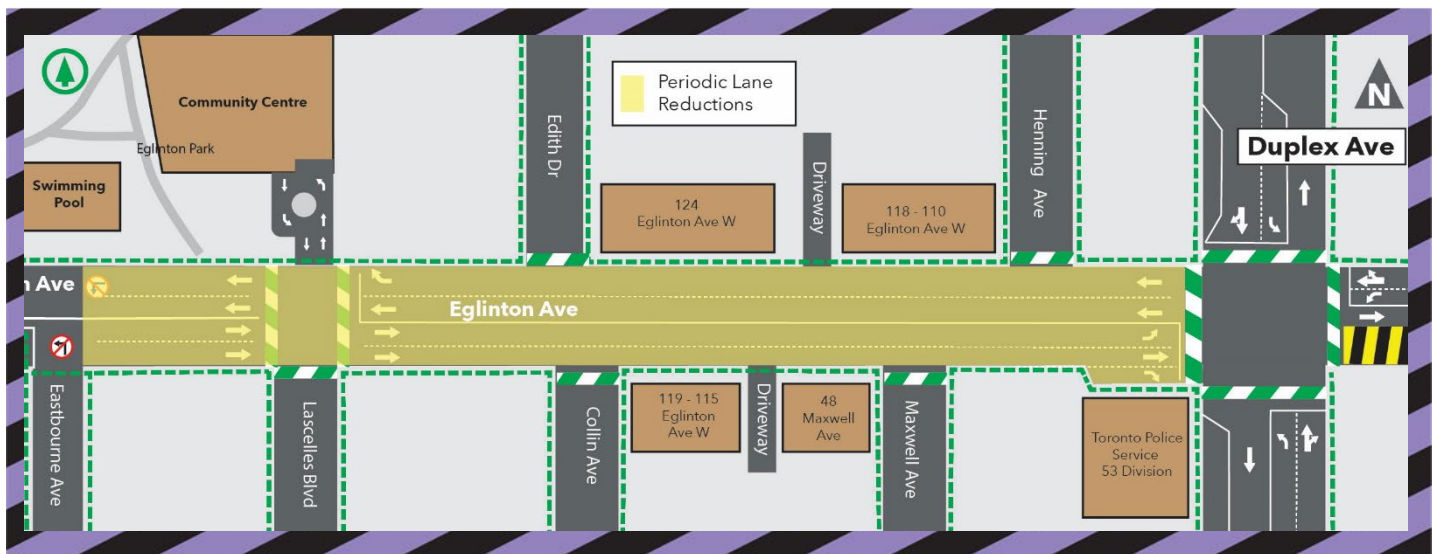 Community Centre
Eglinton Park
Swimming
Pool
Edith Dr
Periodic Lane
Reductions
Driveway
Henning Ave
N
Duplex Ave
124
Eglinton Ave W
118 - 110
Eglinton Ave W
n Ave
Eglinton Ave
Eastbourne Ave
Lascelles Blvd
Collin Ave
119 - 115
Eglinton
Ave W
Driveway
48
Maxwell
Ave
Maxwell Ave
Toronto Police
Service
53 Division